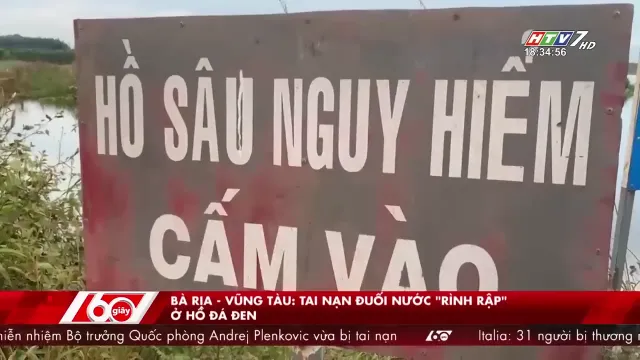 HTV7 HD
18:34:56
HỒ SÂU NGUY HIỂM
CẤM VÀO
60 giây
BÀ RỊA - VŨNG TÀU: TAI NẠN ĐUỐI NƯỚC "RÌNH RẬP"
Ở HỒ ĐÁ ĐEN
nhiễm Bộ trưởng Quốc phòng Andrej Plenkovic vừa bị tai nạn 60 Italia: 31 người bị thương